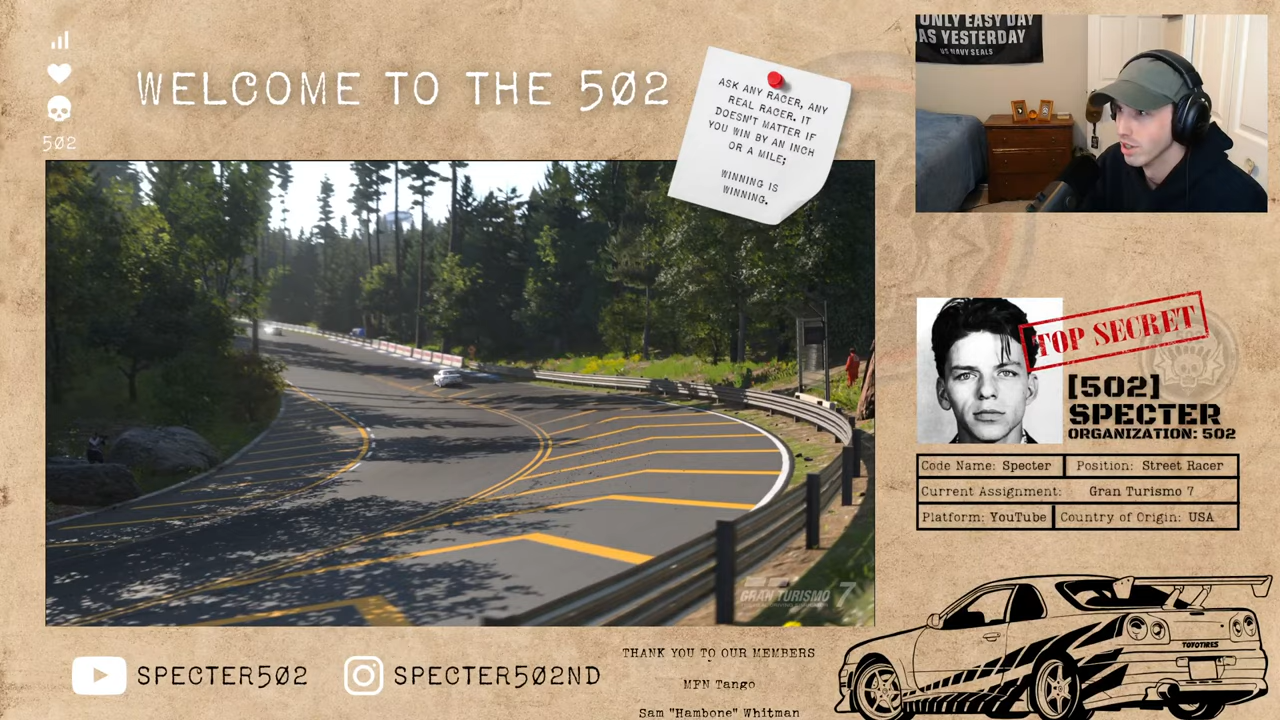 WELCOME TO THE 502
502
ASK ANY RACER, ANY
REAL RACER. IT
DOESN'T MATTER IF
YOU WIN BY AN INCH
OR A MILE;
WINNING IS
WINNING.
ONLY EASY DAY
AS YESTERDAY
US NAVY SEALS
TOP SECRET
[502]
SPECTER
ORGANIZATION: 502
Code Name: Specter
Position: Street Racer
Current Assignment: Gran Turismo 7
Platform: YouTube
Country of Origin: USA
GRAN TURISMO 7
TOYOTIRES
SPECTER502
SPECTER502ND
THANK YOU TO OUR MEMBERS
MFN Tango
Sam "Hambone" Whitman